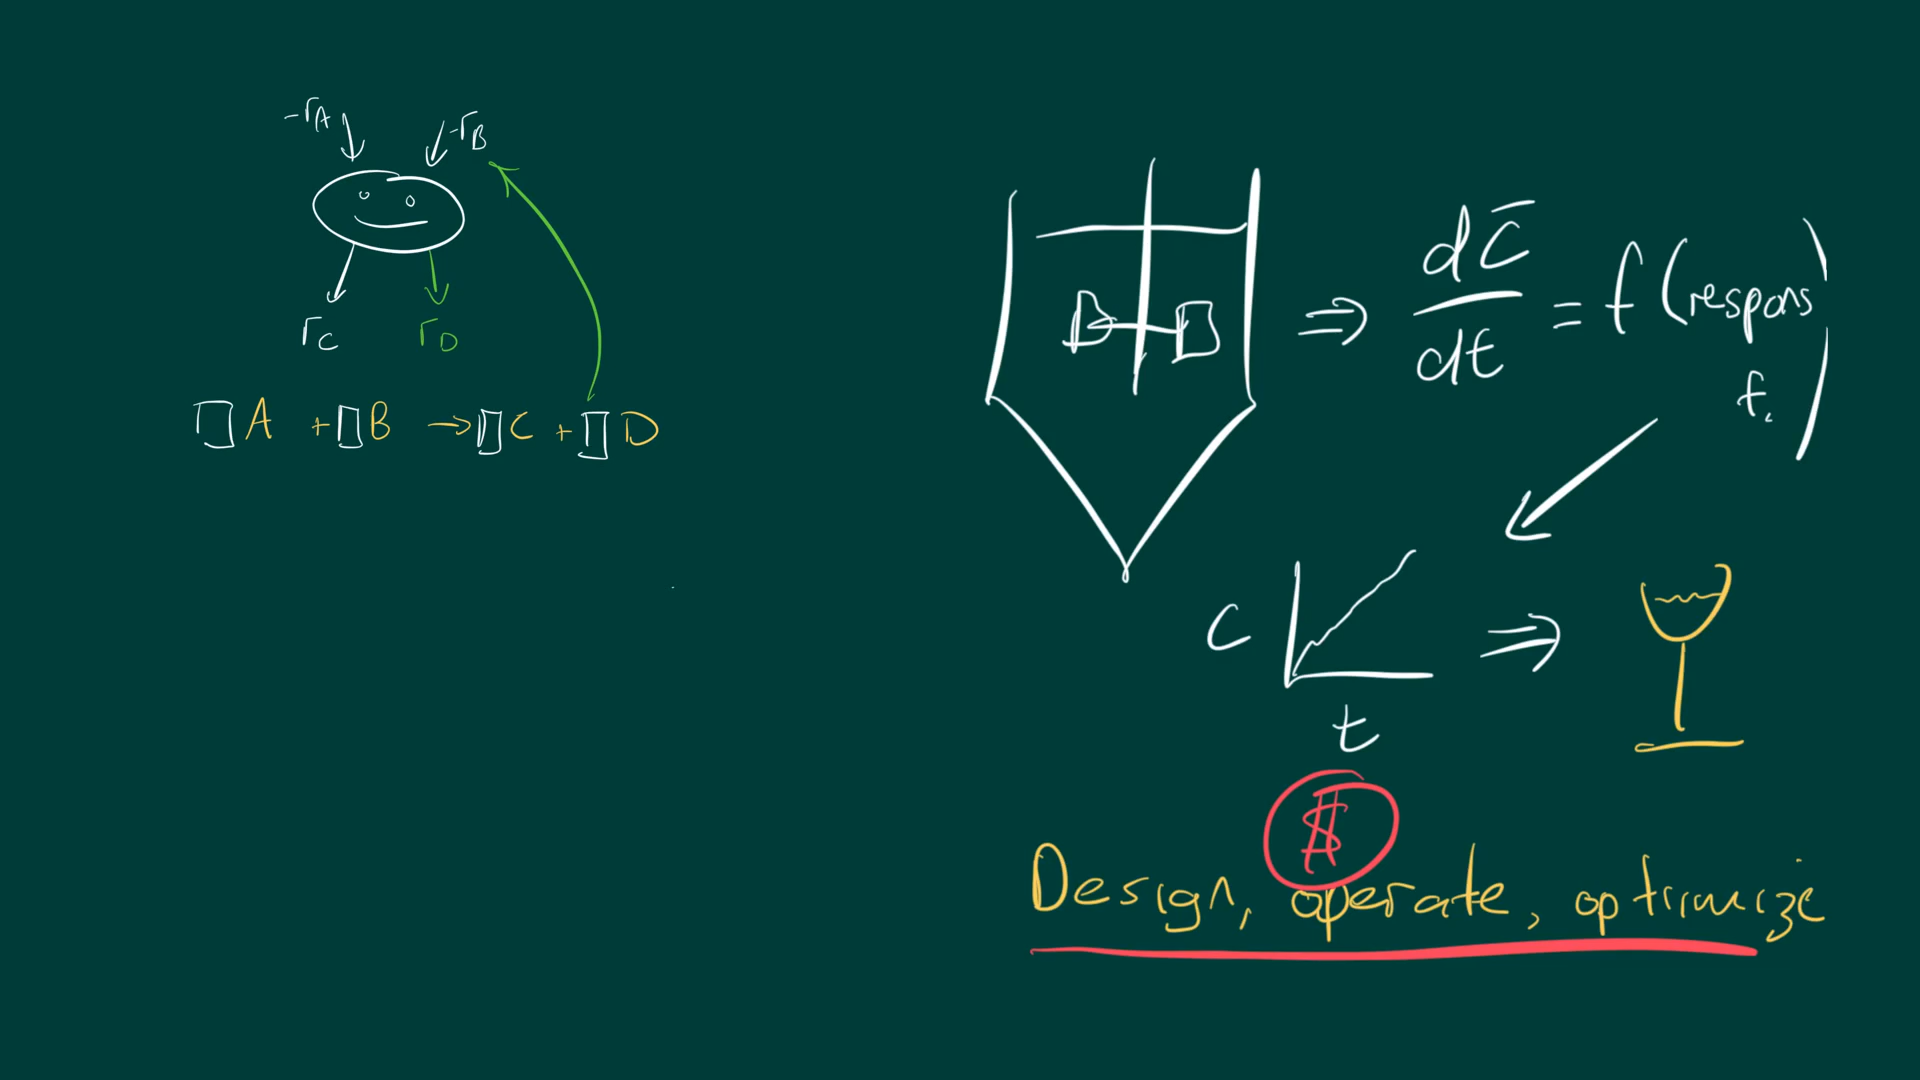 -rA -rB
rC rD
□A + □B → □C + □D
⇒ dC̄/dt = f(respons f.)
C
t
⇒
$
Design, operate, optimize